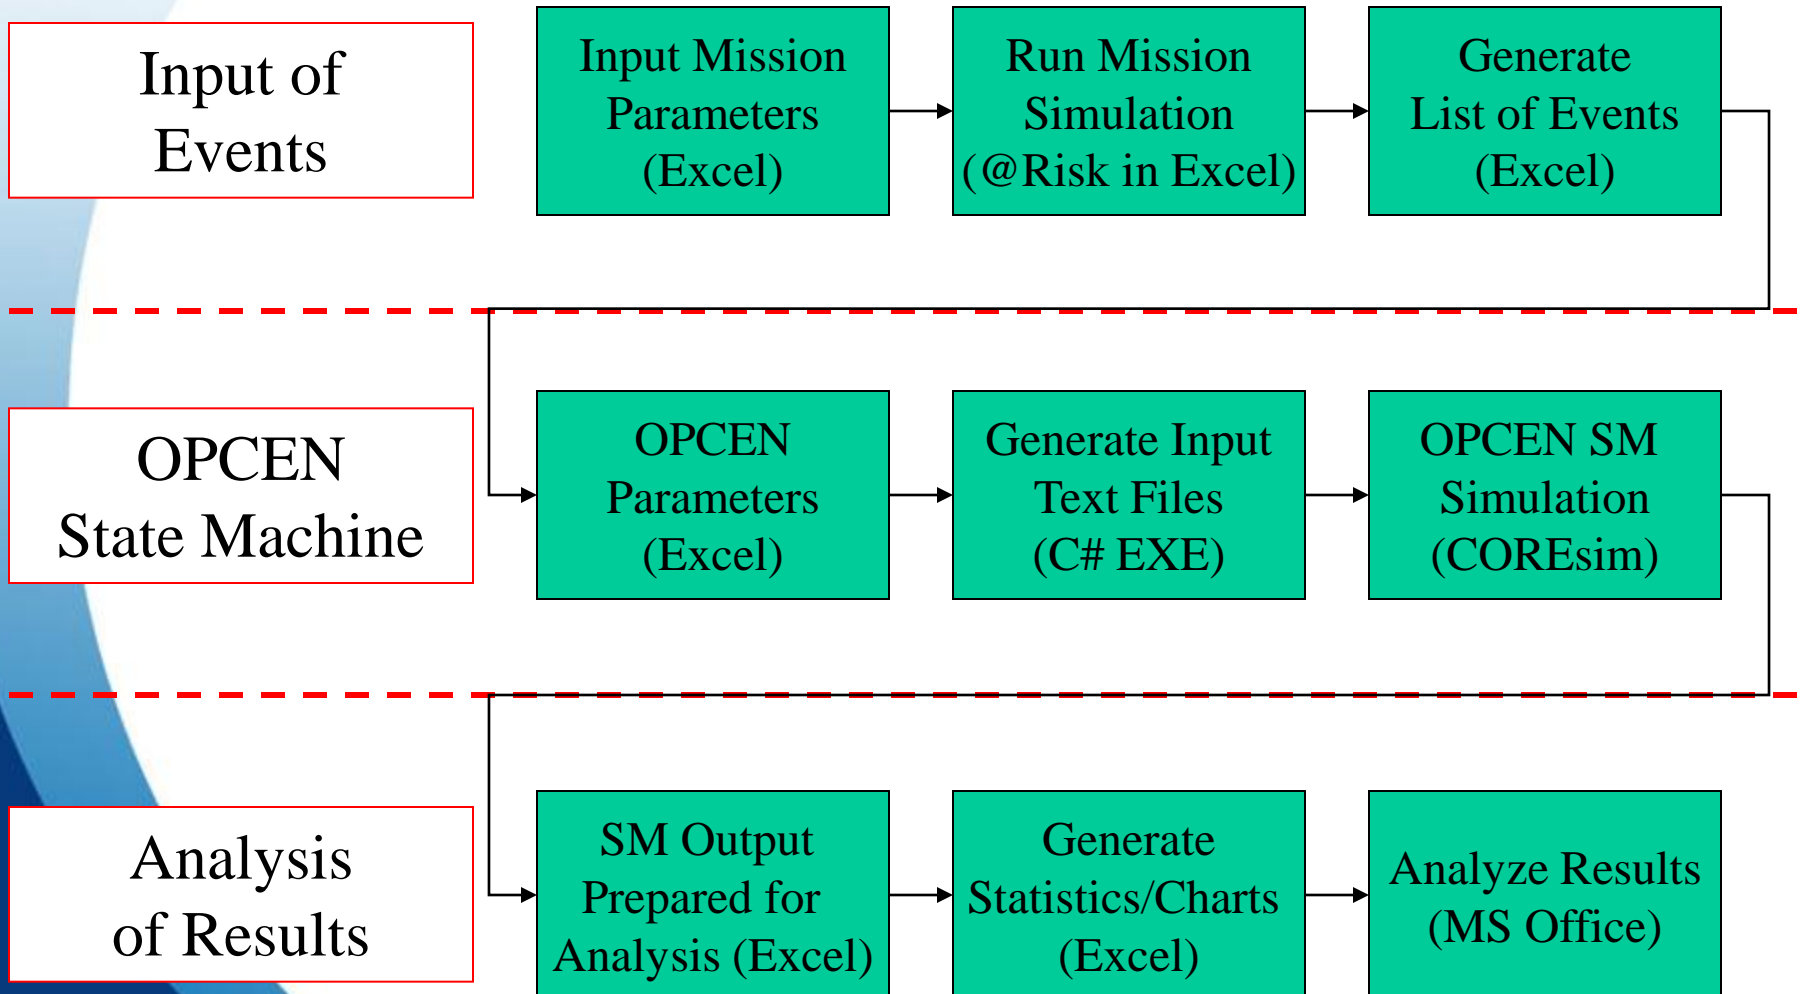 Input of
Events
Input Mission
Parameters
(Excel)
Run Mission
Simulation
(@Risk in Excel)
Generate
List of Events
(Excel)
OPCEN
State Machine
OPCEN
Parameters
(Excel)
Generate Input
Text Files
(C# EXE)
OPCEN SM
Simulation
(COREsim)
Analysis
of Results
SM Output
Prepared for
Analysis (Excel)
Generate
Statistics/Charts
(Excel)
Analyze Results
(MS Office)